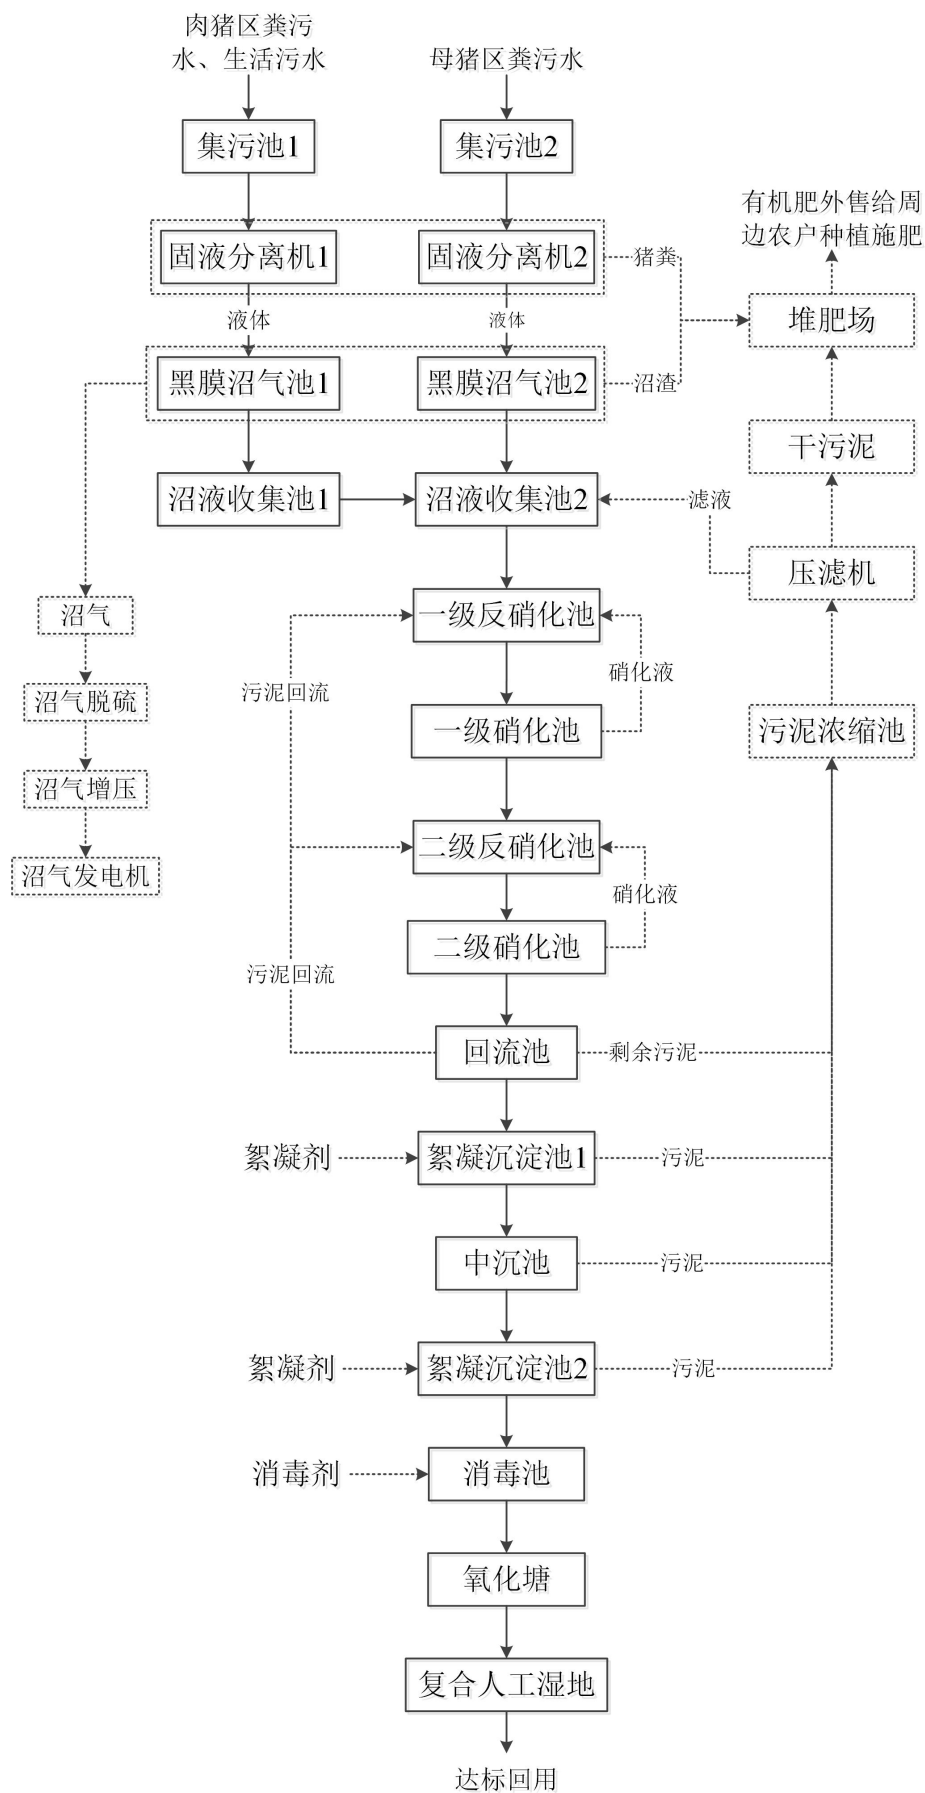 肉猪区粪污
水、生活污水
母猪区粪污水
集污池1
集污池2
有机肥外售给周
边农户种植施肥
固液分离机1
固液分离机2
猪粪
液体
液体
堆肥场
黑膜沼气池1
黑膜沼气池2
沼渣
干污泥
沼液收集池1
沼液收集池2
滤液
压滤机
沼气
一级反硝化池
硝化液
污泥回流
沼气脱硫
一级硝化池
污泥浓缩池
沼气增压
二级反硝化池
沼气发电机
硝化液
二级硝化池
污泥回流
回流池
剩余污泥
絮凝剂
絮凝沉淀池1
污泥
中沉池
污泥
絮凝剂
絮凝沉淀池2
污泥
消毒剂
消毒池
氧化塘
复合人工湿地
达标回用